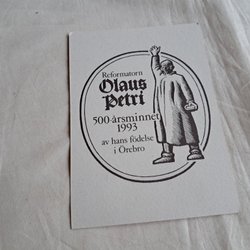 Reformatorn
Olaus
Petri
500-årsminnet
1993
av hans födelse
i Örebro